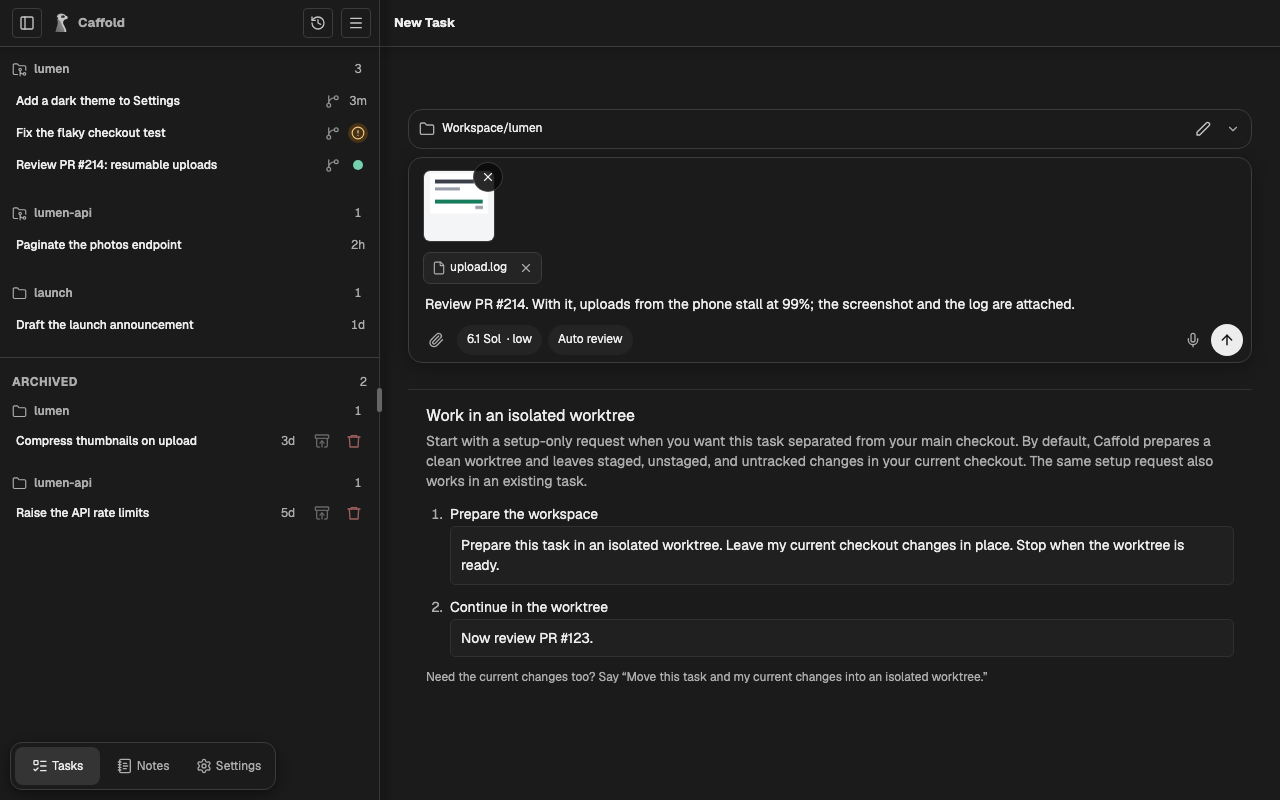 Caffold
New Task
lumen 3
Add a dark theme to Settings 3m
Fix the flaky checkout test
Review PR #214: resumable uploads
lumen-api 1
Paginate the photos endpoint 2h
launch 1
Draft the launch announcement 1d
ARCHIVED 2
lumen 1
Compress thumbnails on upload 3d
lumen-api 1
Raise the API rate limits 5d
Tasks Notes Settings
Workspace/lumen
upload.log
Review PR #214. With it, uploads from the phone stall at 99%; the screenshot and the log are attached.
6.1 Sol · low Auto review
Work in an isolated worktree
Start with a setup-only request when you want this task separated from your main checkout. By default, Caffold prepares a
clean worktree and leaves staged, unstaged, and untracked changes in your current checkout. The same setup request also
works in an existing task.
1. Prepare the workspace
Prepare this task in an isolated worktree. Leave my current checkout changes in place. Stop when the worktree is
ready.
2. Continue in the worktree
Now review PR #123.
Need the current changes too? Say “Move this task and my current changes into an isolated worktree.”